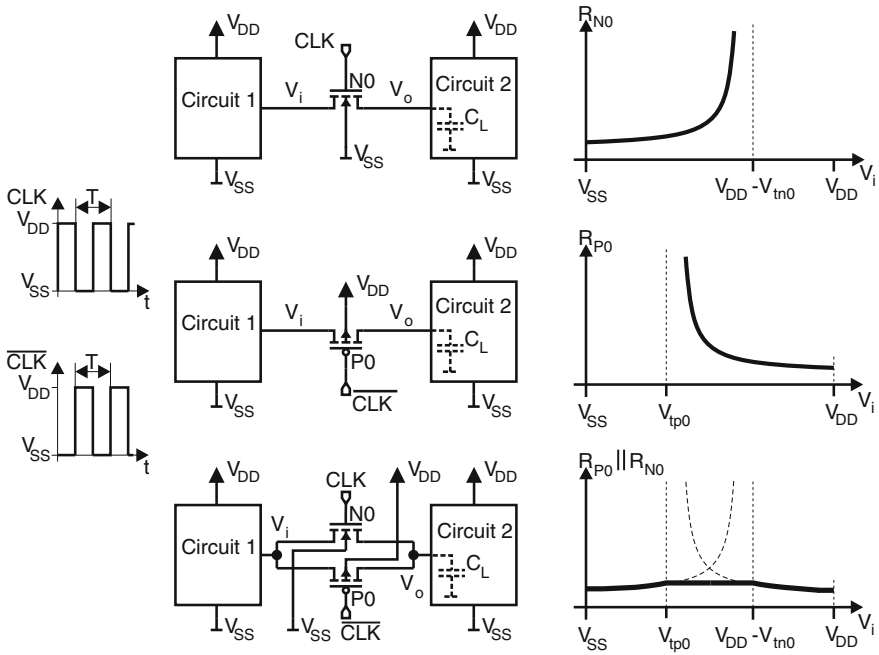 V_DD
CLK
V_DD
R_N0
Circuit 1
V_i
N0
V_o
Circuit 2
C_L
V_SS
V_SS
V_SS
V_SS
V_DD -V_tn0
V_DD
V_i
CLK
T
V_DD
V_SS
t
V_DD
V_DD
V_DD
R_P0
Circuit 1
V_i
V_o
Circuit 2
C_L
P0
CLK
V_SS
V_SS
V_SS
V_tp0
V_DD
V_i
CLK
T
V_DD
V_SS
t
V_DD
CLK
V_DD
V_DD
R_P0||R_N0
Circuit 1
V_i
N0
Circuit 2
C_L
P0
V_o
V_SS
V_SS
CLK
V_SS
V_SS
V_tp0
V_DD -V_tn0
V_DD
V_i